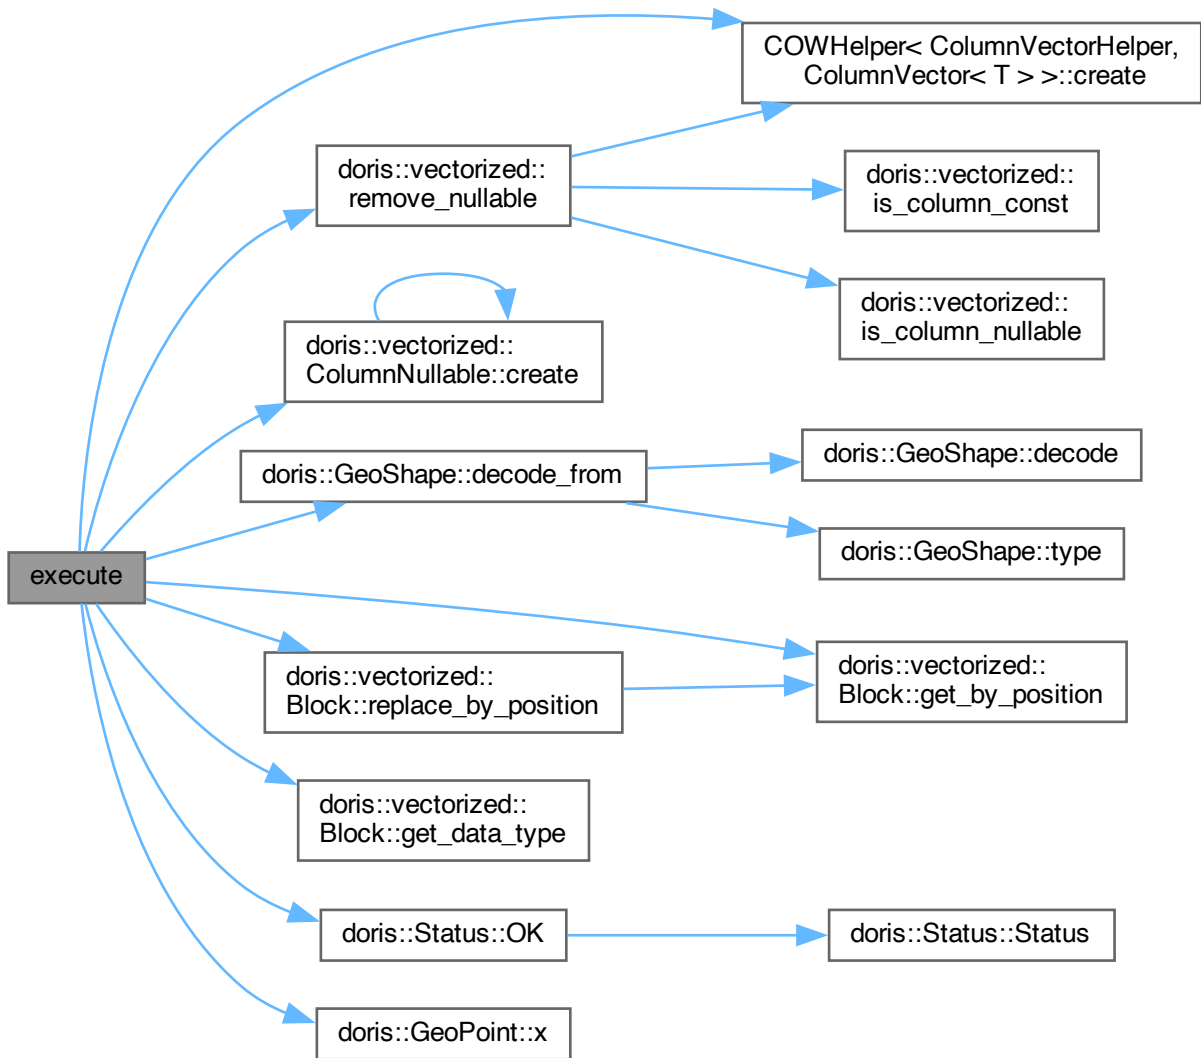 COWHelper< ColumnVectorHelper,
ColumnVector< T > >::create
doris::vectorized::
remove_nullable
doris::vectorized::
is_column_const
doris::vectorized::
is_column_nullable
doris::vectorized::
ColumnNullable::create
doris::GeoShape::decode_from
doris::GeoShape::decode
doris::GeoShape::type
execute
doris::vectorized::
Block::replace_by_position
doris::vectorized::
Block::get_by_position
doris::vectorized::
Block::get_data_type
doris::Status::OK
doris::Status::Status
doris::GeoPoint::x